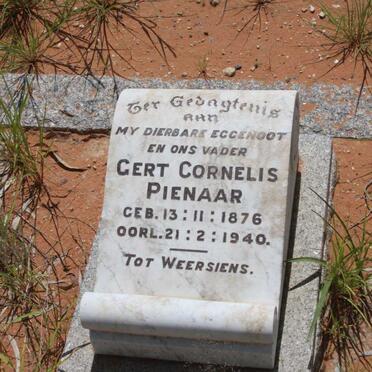 Ter Gedagtenis
aan
MY DIERBARE EGGENOOT
EN ONS VADER
GERT CORNELIS
PIENAAR
GEB. 13:11:1876
OORL. 21:2:1940.
TOT WEERSIENS.